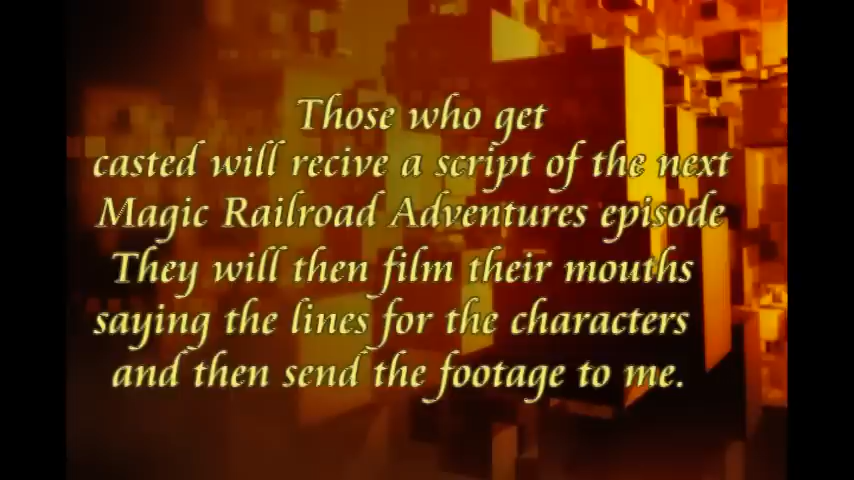 Those who get
casted will recive a script of the next
Magic Railroad Adventures episode
They will then film their mouths
saying the lines for the characters
and then send the footage to me.